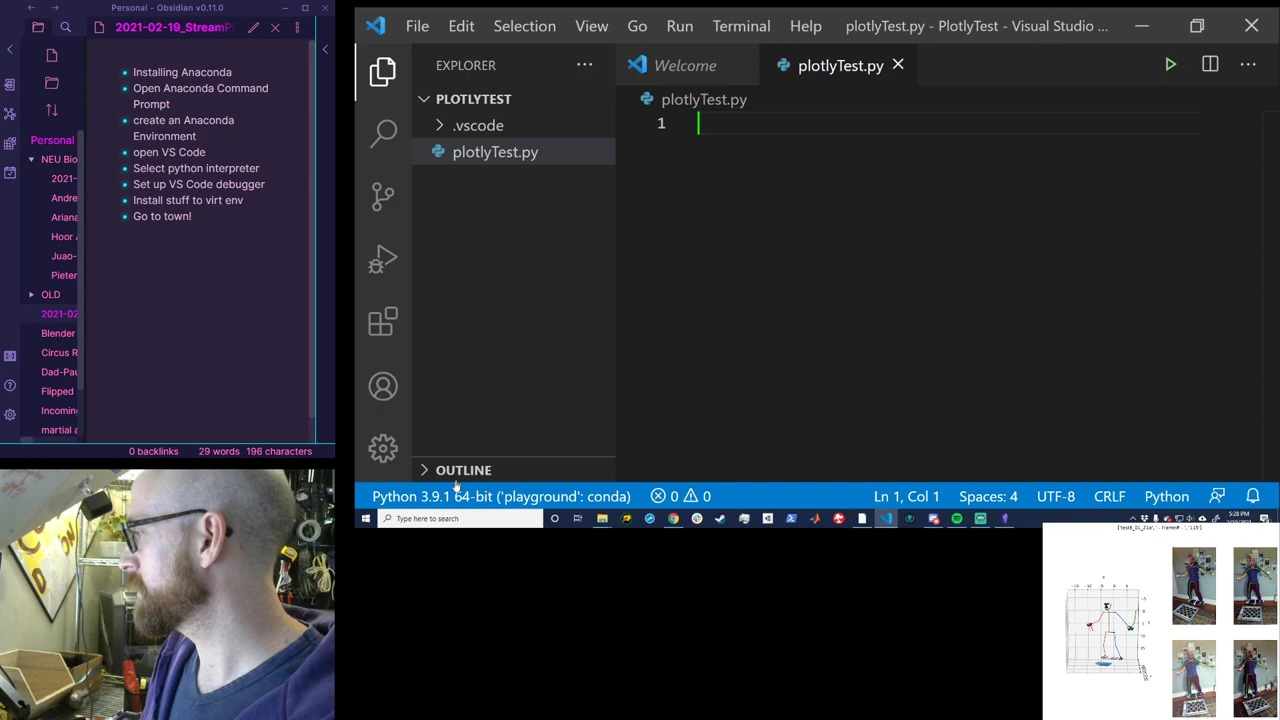 Personal - Obsidian v0.11.0
2021-02-19_StreamP
Installing Anaconda
Open Anaconda Command
Prompt
create an Anaconda
Environment
open VS Code
Select python interpreter
Set up VS Code debugger
Install stuff to virt env
Go to town!
Personal
NEU Bio
2021-
Andre
Ariana
Hoor
Juao-
Pieter
OLD
2021-02
Blender
Circus R
Dad-Pau
Flipped
Incoming
martial a
0 backlinks 29 words 196 characters
File Edit Selection View Go Run Terminal Help plotlyTest.py - PlotlyTest - Visual Studio ...
EXPLORER
PLOTLYTEST
.vscode
plotlyTest.py
OUTLINE
Welcome plotlyTest.py
plotlyTest.py
1
Python 3.9.1 64-bit ('playground': conda) 0 0 Ln 1, Col 1 Spaces: 4 UTF-8 CRLF Python
Type here to search
5:28 PM